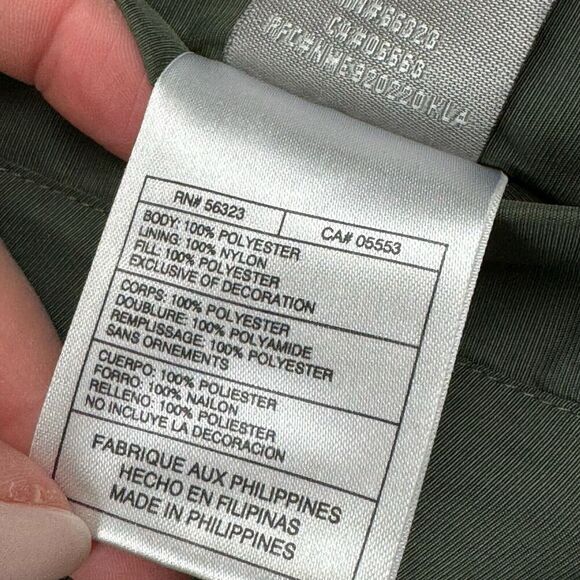 RN# 56323
CA# 05553
BODY: 100% POLYESTER
LINING: 100% NYLON
FILL: 100% POLYESTER
EXCLUSIVE OF DECORATION
CORPS: 100% POLYESTER
DOUBLURE: 100% POLYAMIDE
REMPLISSAGE: 100% POLYESTER
SANS ORNEMENTS
CUERPO: 100% POLIESTER
FORRO: 100% NAILON
RELLENO: 100% POLIESTER
NO INCLUYE LA DECORACION
FABRIQUE AUX PHILIPPINES
HECHO EN FILIPINAS
MADE IN PHILIPPINES